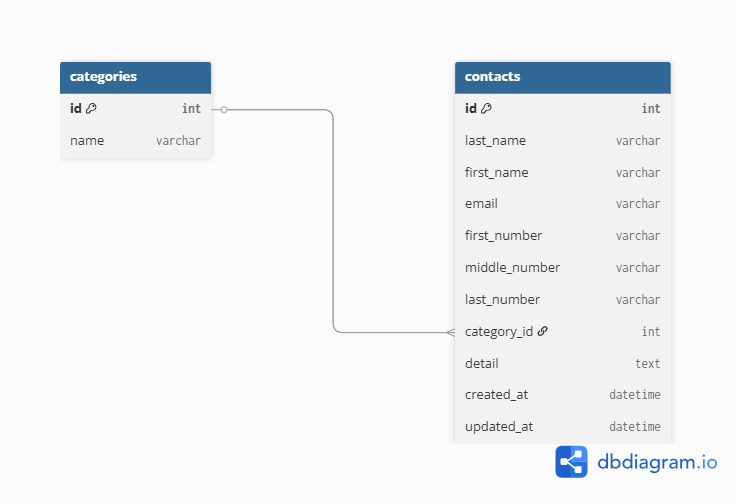 categories
id int
name varchar
contacts
id int
last_name varchar
first_name varchar
email varchar
first_number varchar
middle_number varchar
last_number varchar
category_id int
detail text
created_at datetime
updated_at datetime
dbdiagram.io